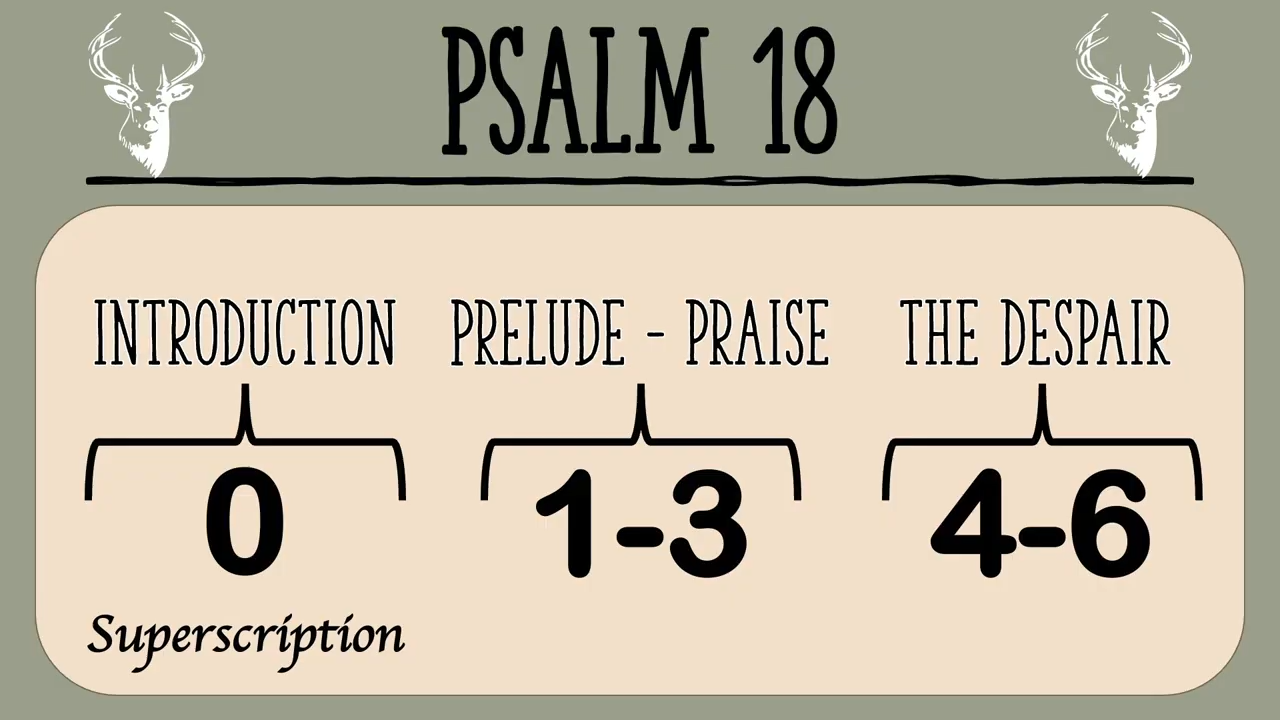 PSALM 18
INTRODUCTION
0
Superscription
PRELUDE - PRAISE
1-3
THE DESPAIR
4-6